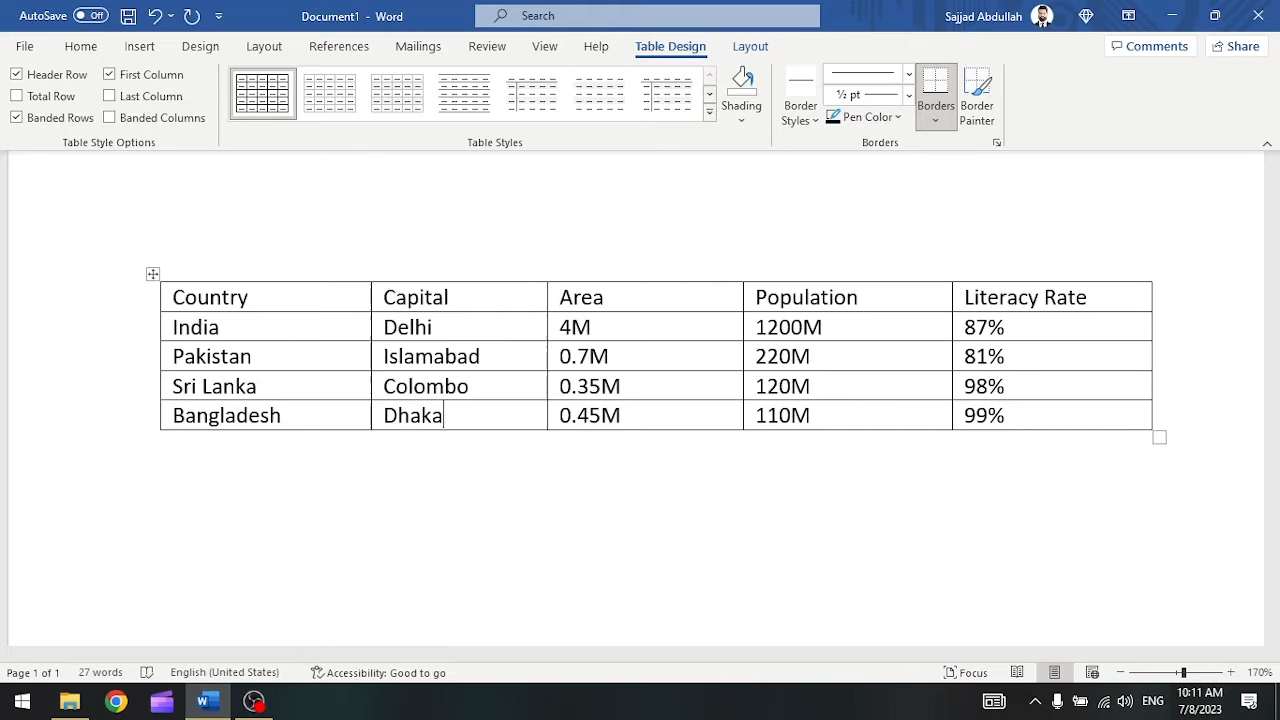 AutoSave Off Document1 - Word Search Sajjad Abdullah
File Home Insert Design Layout References Mailings Review View Help Table Design Layout Comments Share
Header Row First Column
Total Row Last Column
Banded Rows Banded Columns
Table Style Options
Table Styles
Shading
Border Styles
½ pt
Pen Color
Borders
Border Painter
Borders
Country Capital Area Population Literacy Rate
India Delhi 4M 1200M 87%
Pakistan Islamabad 0.7M 220M 81%
Sri Lanka Colombo 0.35M 120M 98%
Bangladesh Dhaka 0.45M 110M 99%
Page 1 of 1 27 words English (United States) Accessibility: Good to go Focus 170%
ENG 10:11 AM
7/8/2023